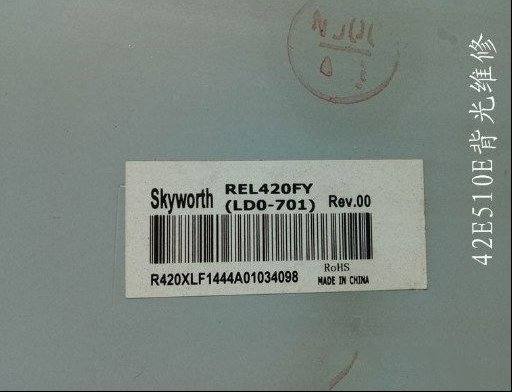 Skyworth REL420FY
(LD0-701) Rev.00
R420XLF1444A01034098
RoHS
MADE IN CHINA
42E510E背光维修